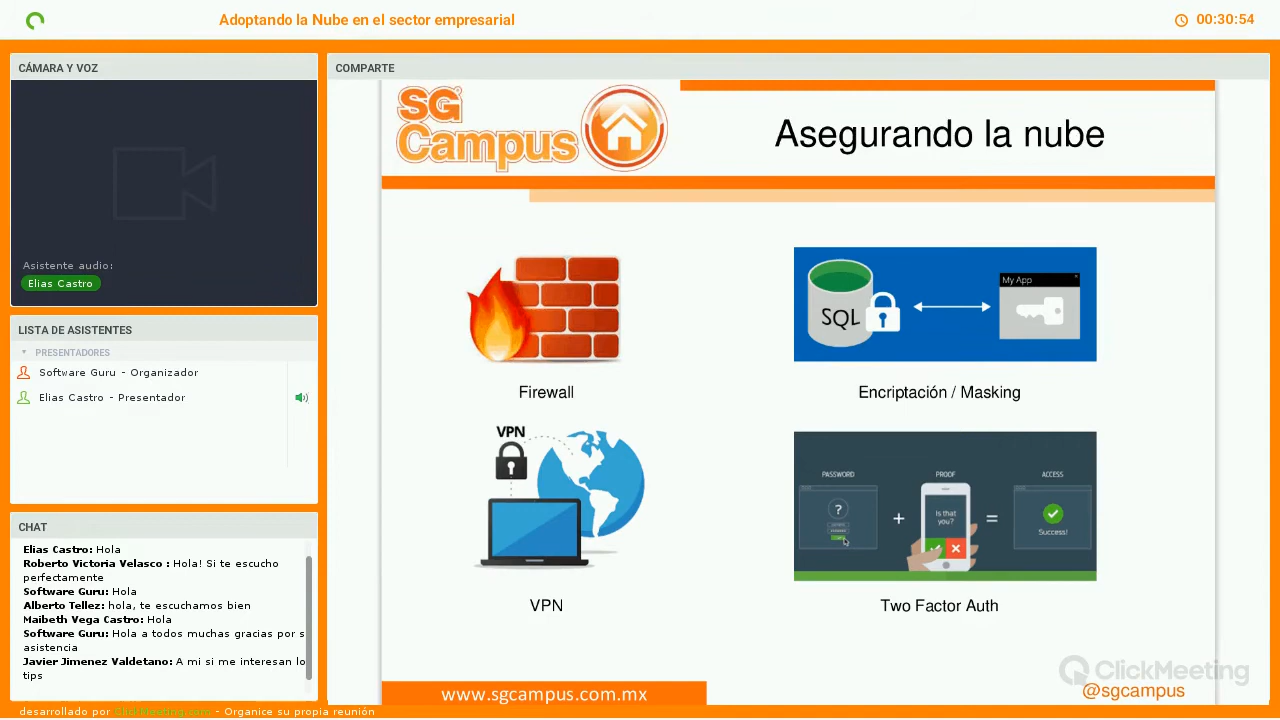 Adoptando la Nube en el sector empresarial
00:30:54
CÁMARA Y VOZ
Asistente audio:
Elias Castro
LISTA DE ASISTENTES
PRESENTADORES
Software Guru - Organizador
Elias Castro - Presentador
CHAT
Elias Castro: Hola
Roberto Victoria Velasco : Hola! Si te escucho
perfectamente
Software Guru: Hola
Alberto Tellez: hola, te escuchamos bien
Maibeth Vega Castro: Hola
Software Guru: Hola a todos muchas gracias por s
asistencia
Javier Jimenez Valdetano: A mi si me interesan lo
tips
desarrollado por ClickMeeting.com - Organice su propia reunión
COMPARTE
SG
Campus
Asegurando la nube
SQL
My App
Firewall
Encriptación / Masking
VPN
PASSWORD
PROOF
ACCESS
?
+
Is that
you?
=
Success!
VPN
Two Factor Auth
ClickMeeting
www.sgcampus.com.mx
@sgcampus